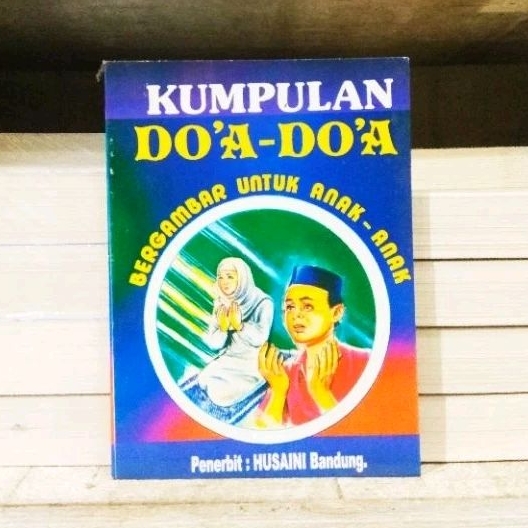 KUMPULAN
DO'A-DO'A
BERGAMBAR UNTUK ANAK-ANAK
Penerbit : HUSAINI Bandung.